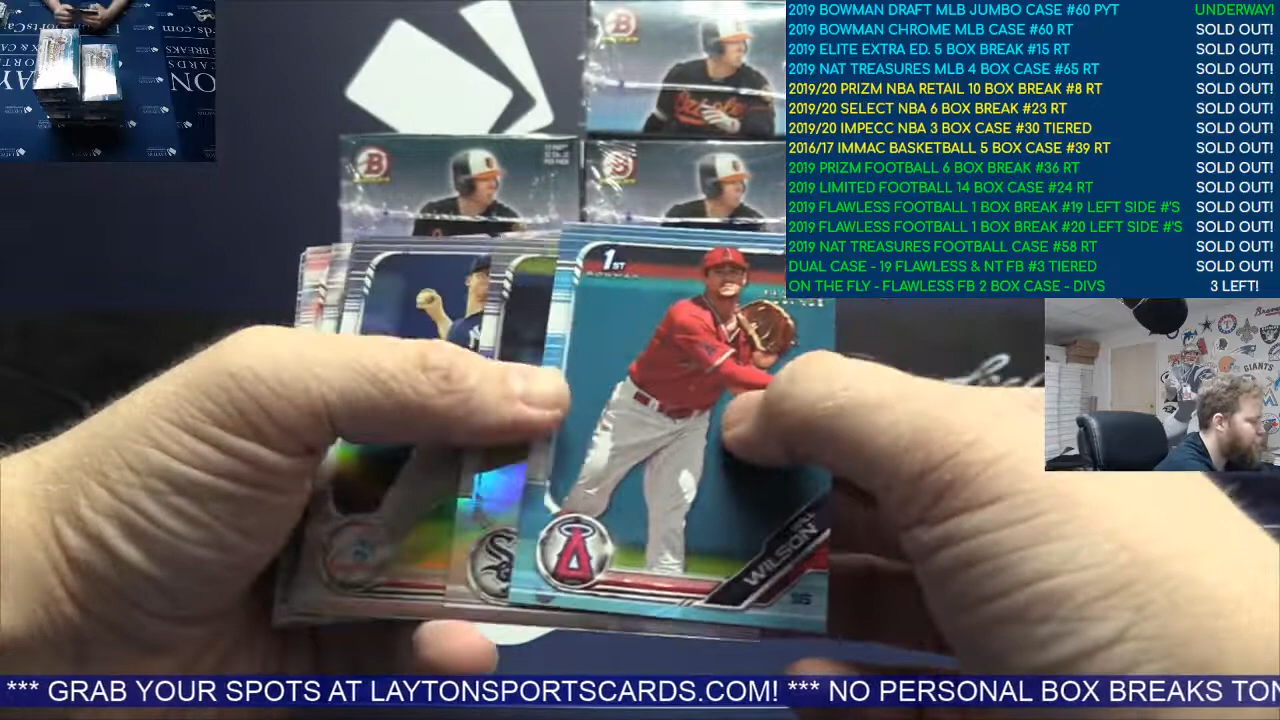 2019 BOWMAN DRAFT MLB JUMBO CASE #60 PYT UNDERWAY!
2019 BOWMAN CHROME MLB CASE #60 RT SOLD OUT!
2019 ELITE EXTRA ED. 5 BOX BREAK #15 RT SOLD OUT!
2019 NAT TREASURES MLB 4 BOX CASE #65 RT SOLD OUT!
2019/20 PRIZM NBA RETAIL 10 BOX BREAK #8 RT SOLD OUT!
2019/20 SELECT NBA 6 BOX BREAK #23 RT SOLD OUT!
2019/20 IMPECC NBA 3 BOX CASE #30 TIERED SOLD OUT!
2016/17 IMMAC BASKETBALL 5 BOX CASE #39 RT SOLD OUT!
2019 PRIZM FOOTBALL 6 BOX BREAK #36 RT SOLD OUT!
2019 LIMITED FOOTBALL 14 BOX CASE #24 RT SOLD OUT!
2019 FLAWLESS FOOTBALL 1 BOX BREAK #19 LEFT SIDE #'S SOLD OUT!
2019 FLAWLESS FOOTBALL 1 BOX BREAK #20 LEFT SIDE #'S SOLD OUT!
2019 NAT TREASURES FOOTBALL CASE #58 RT SOLD OUT!
DUAL CASE - 19 FLAWLESS & NT FB #3 TIERED SOLD OUT!
ON THE FLY - FLAWLESS FB 2 BOX CASE - DIVS 3 LEFT!
1ST
WILSON
GIANTS
*** GRAB YOUR SPOTS AT LAYTONSPORTSCARDS.COM! *** NO PERSONAL BOX BREAKS TON